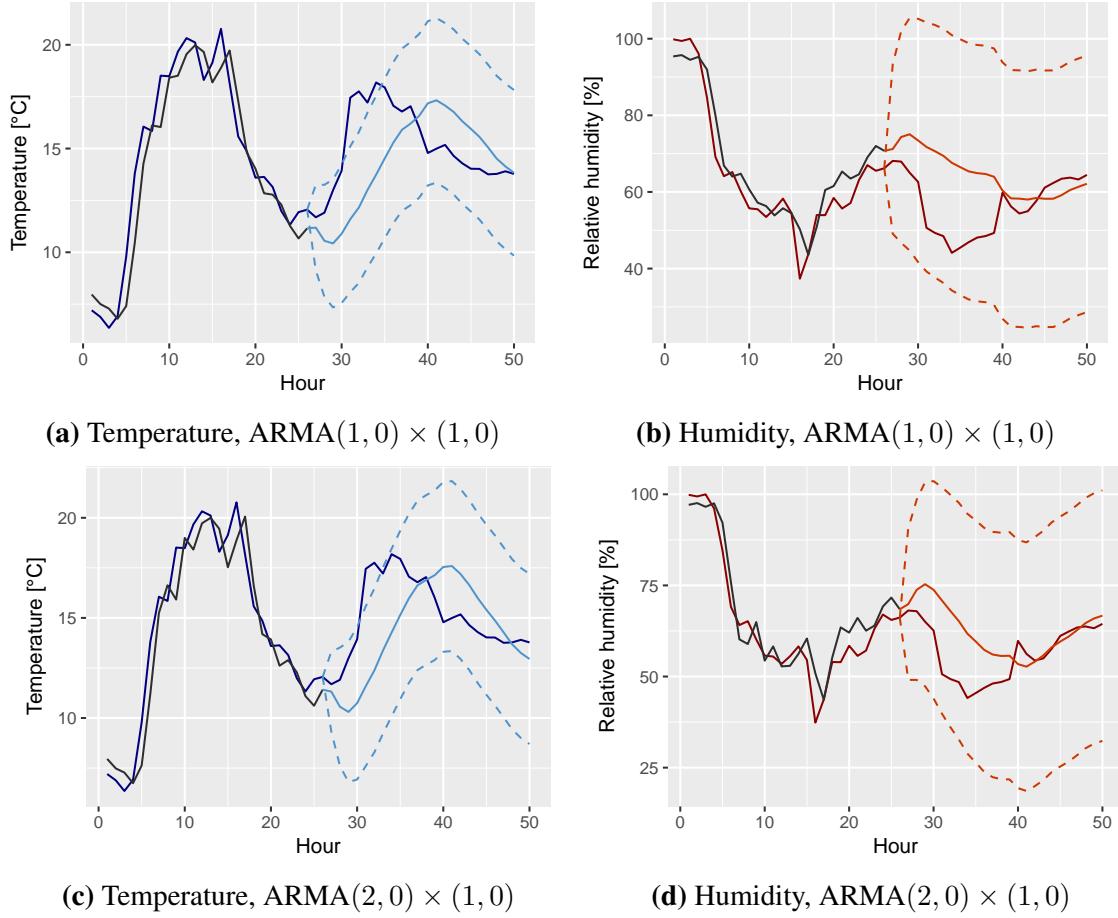 20
15
10
Temperature [°C]
0 10 20 30 40 50
Hour
100
80
60
40
Relative humidity [%]
0 10 20 30 40 50
Hour
(a) Temperature, ARMA(1, 0) × (1, 0)
(b) Humidity, ARMA(1, 0) × (1, 0)
20
15
10
Temperature [°C]
0 10 20 30 40 50
Hour
100
75
50
25
Relative humidity [%]
0 10 20 30 40 50
Hour
(c) Temperature, ARMA(2, 0) × (1, 0)
(d) Humidity, ARMA(2, 0) × (1, 0)